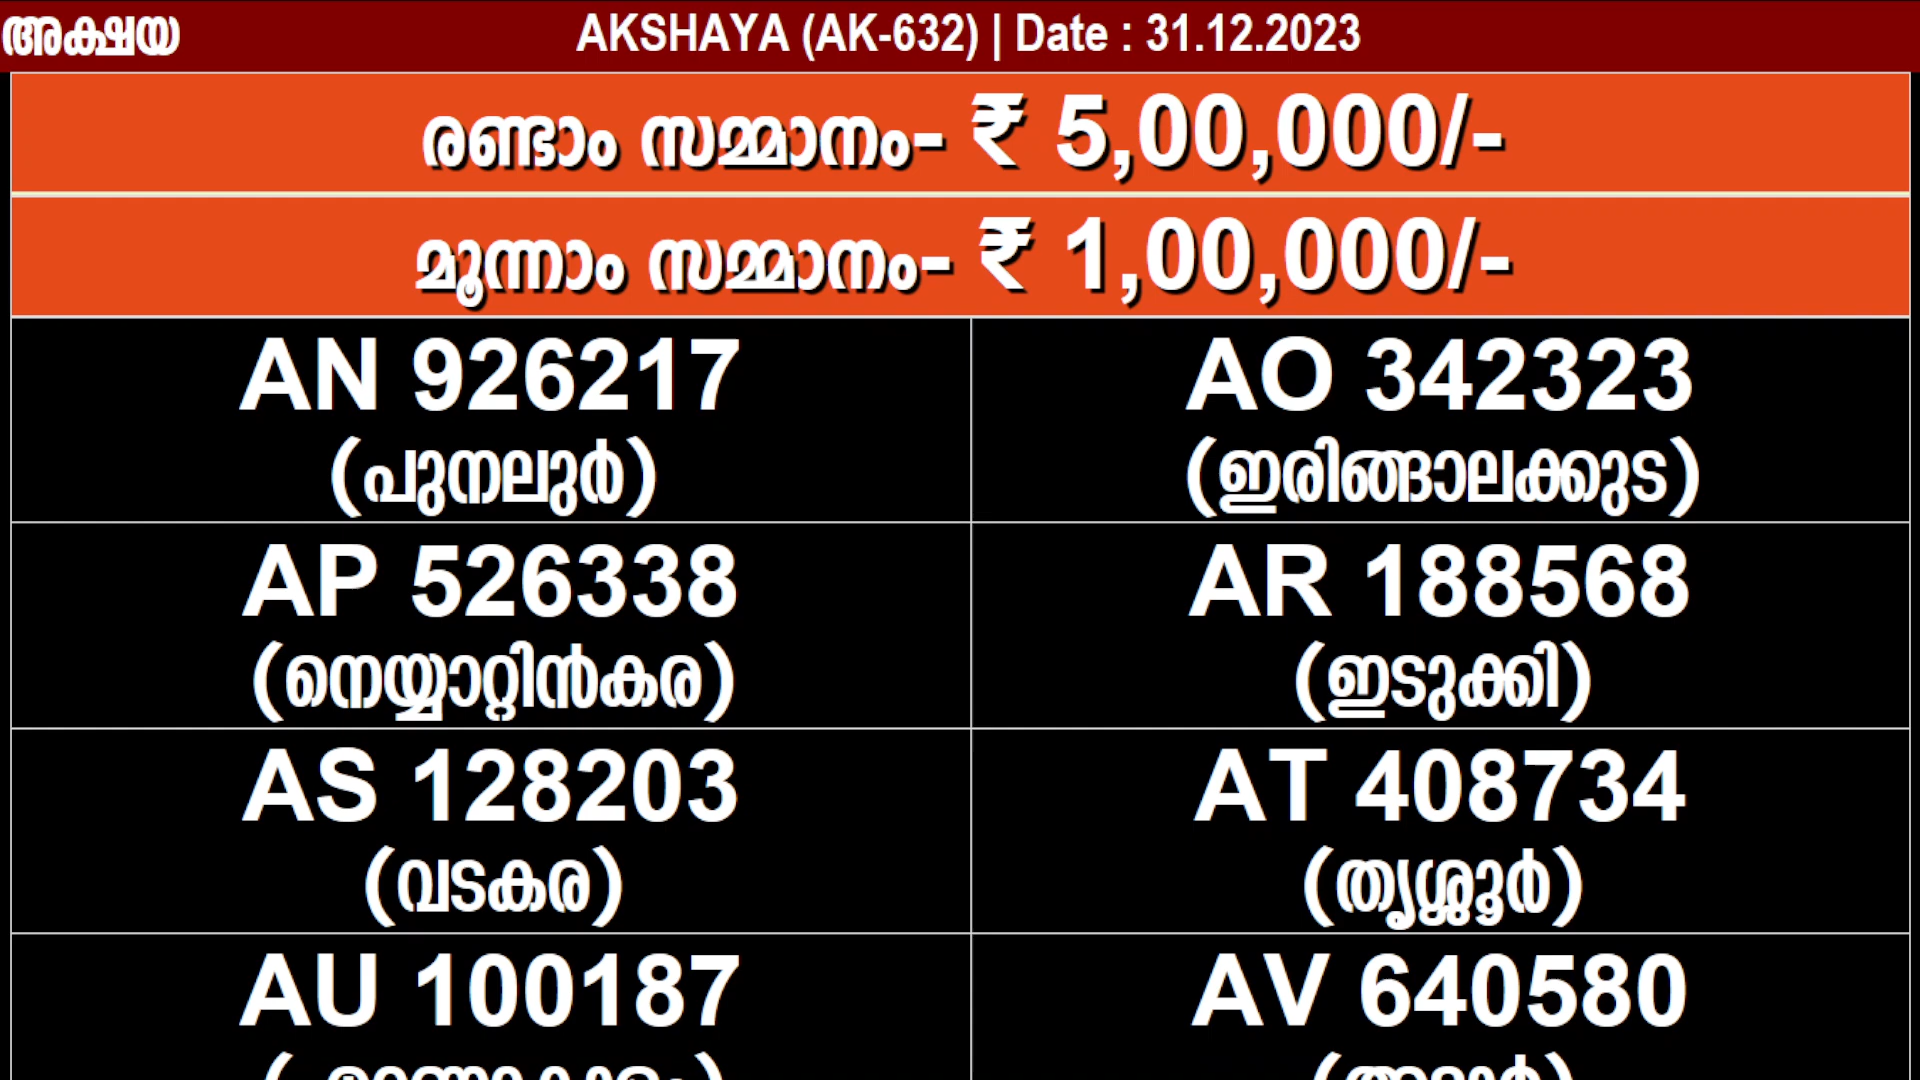 അക്ഷയ
AKSHAYA (AK-632) | Date : 31.12.2023
രണ്ടാം സമ്മാനം- ₹ 5,00,000/-
മൂന്നാം സമ്മാനം- ₹ 1,00,000/-
AN 926217
(പുനലുർ)
AO 342323
(ഇരിങ്ങാലക്കുട)
AP 526338
(നെയ്യാറ്റിൻകര)
AR 188568
(ഇടുക്കി)
AS 128203
(വടകര)
AT 408734
(തൃശ്ശൂർ)
AU 100187
AV 640580